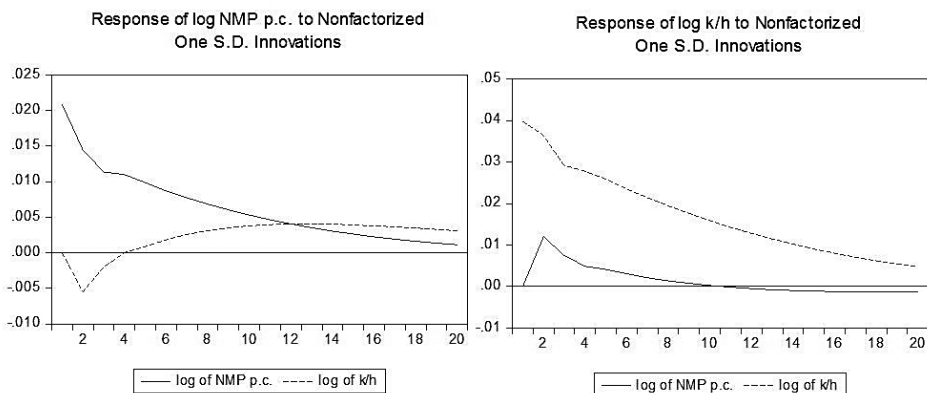 Response of log NMP p.c. to Nonfactorized
One S.D. Innovations
.025
.020
.015
.010
.005
.000
-.005
-.010
2 4 6 8 10 12 14 16 18 20
log of NMP p.c. log of k/h
Response of log k/h to Nonfactorized
One S.D. Innovations
.05
.04
.03
.02
.01
.00
-.01
2 4 6 8 10 12 14 16 18 20
log of NMP p.c. log of k/h